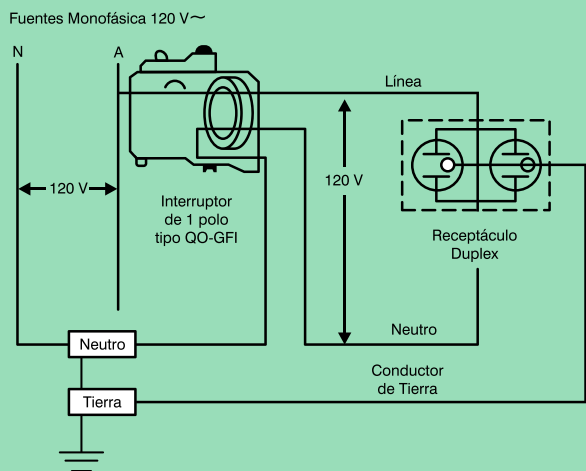 Fuentes Monofásica 120 V~
N
A
Línea
120 V
120 V
Interruptor
de 1 polo
tipo QO-GFI
Receptáculo
Duplex
Neutro
Neutro
Conductor
de Tierra
Tierra